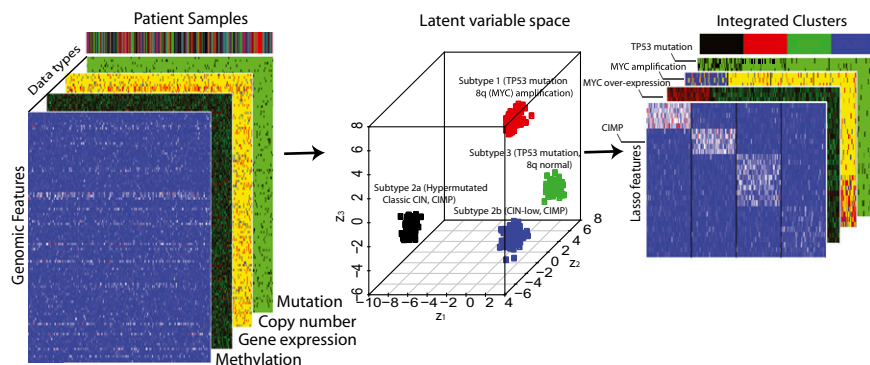 Patient Samples
Latent variable space
Integrated Clusters
Data types
Genomic Features
Mutation
Copy number
Gene expression
Methylation
Subtype 1 (TP53 mutation
8q (MYC) amplification)
Subtype 3 (TP53 mutation,
8q normal)
Subtype 2a (Hypermutated
Classic CIN, CIMP)
Subtype 2b (CIN-low, CIMP)
8
6
4
2
0
−2
−4
−6
z3
−10 −8 −6 −4 −2 0 2 4
z1
−6
−4
−2
0
2
4
6
8
z2
TP53 mutation
MYC amplification
MYC over-expression
CIMP
Lasso features